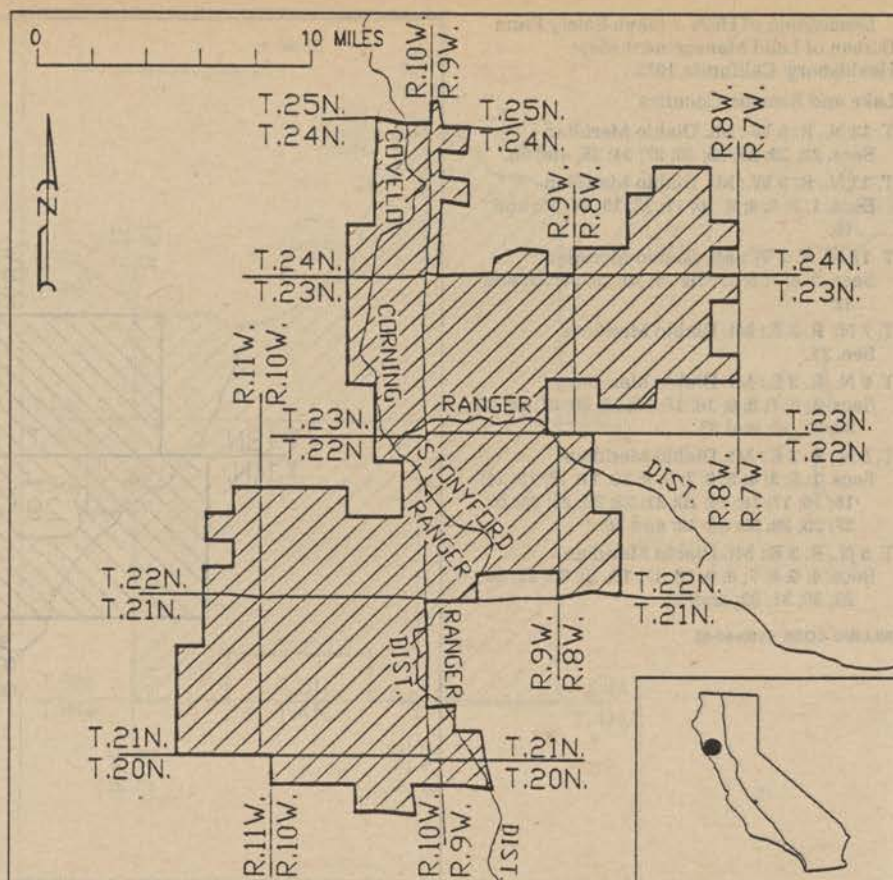 0 10 MILES
R.10W.
R.9W.
T.25N.
T.24N.
T.25N.
T.24N.
R.8W.
R.7W.
N
COVELO
R.9W.
R.8W.
T.24N.
T.23N.
T.24N.
T.23N.
CORNING
R.11W.
R.10W.
RANGER
T.23N.
T.22N.
T.23N.
T.22N.
STONYFORD
RANGER
DIST.
R.8W.
R.7W.
T.22N.
T.21N.
T.22N.
T.21N.
RANGER
DIST.
R.9W.
R.8W.
T.21N.
T.20N.
T.21N.
T.20N.
R.11W.
R.10W.
R.10W.
R.9W.
DIST.